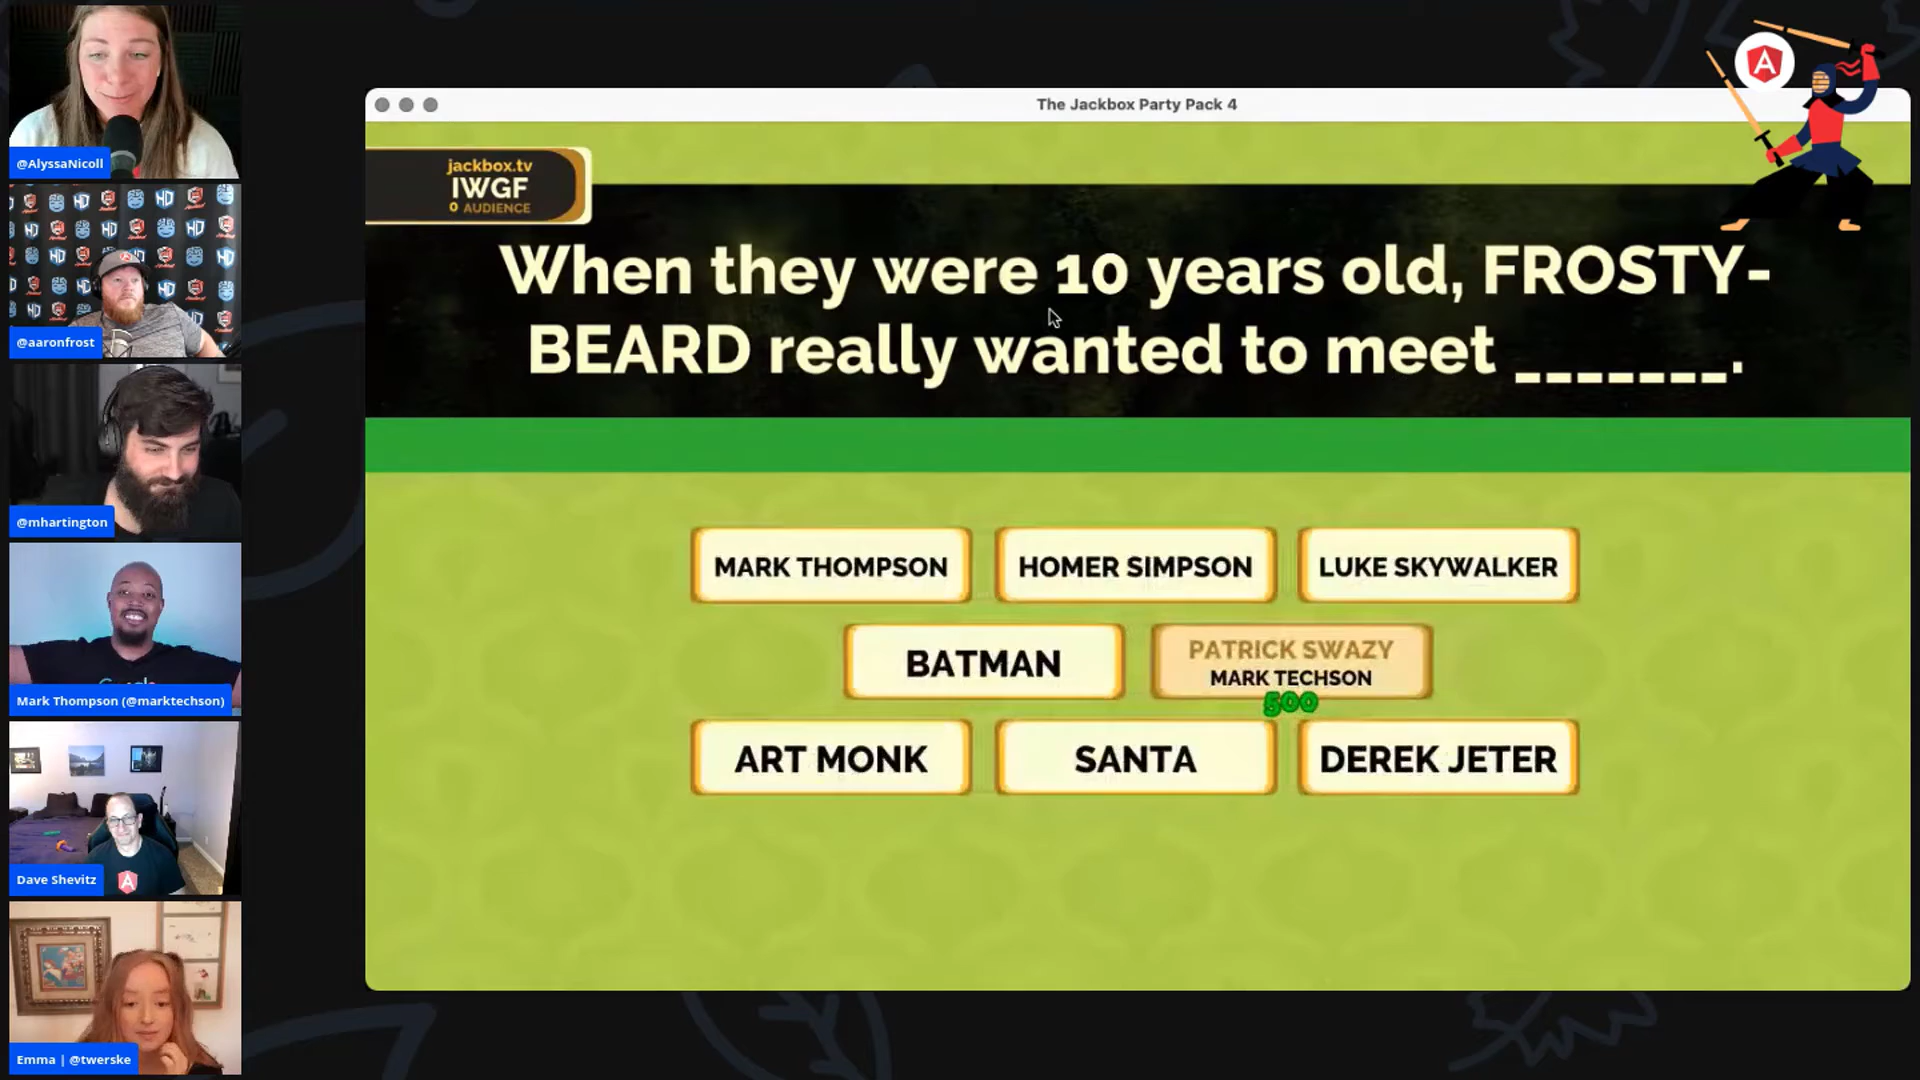 The Jackbox Party Pack 4
jackbox.tv
IWGF
0 AUDIENCE
When they were 10 years old, FROSTY-
BEARD really wanted to meet _______.
MARK THOMPSON
HOMER SIMPSON
LUKE SKYWALKER
BATMAN
PATRICK SWAZY
MARK TECHSON
500
ART MONK
SANTA
DEREK JETER
@AlyssaNicoll
@aaronfrost
@mhartington
Mark Thompson (@marktechson)
Dave Shevitz
Emma | @twerske
A